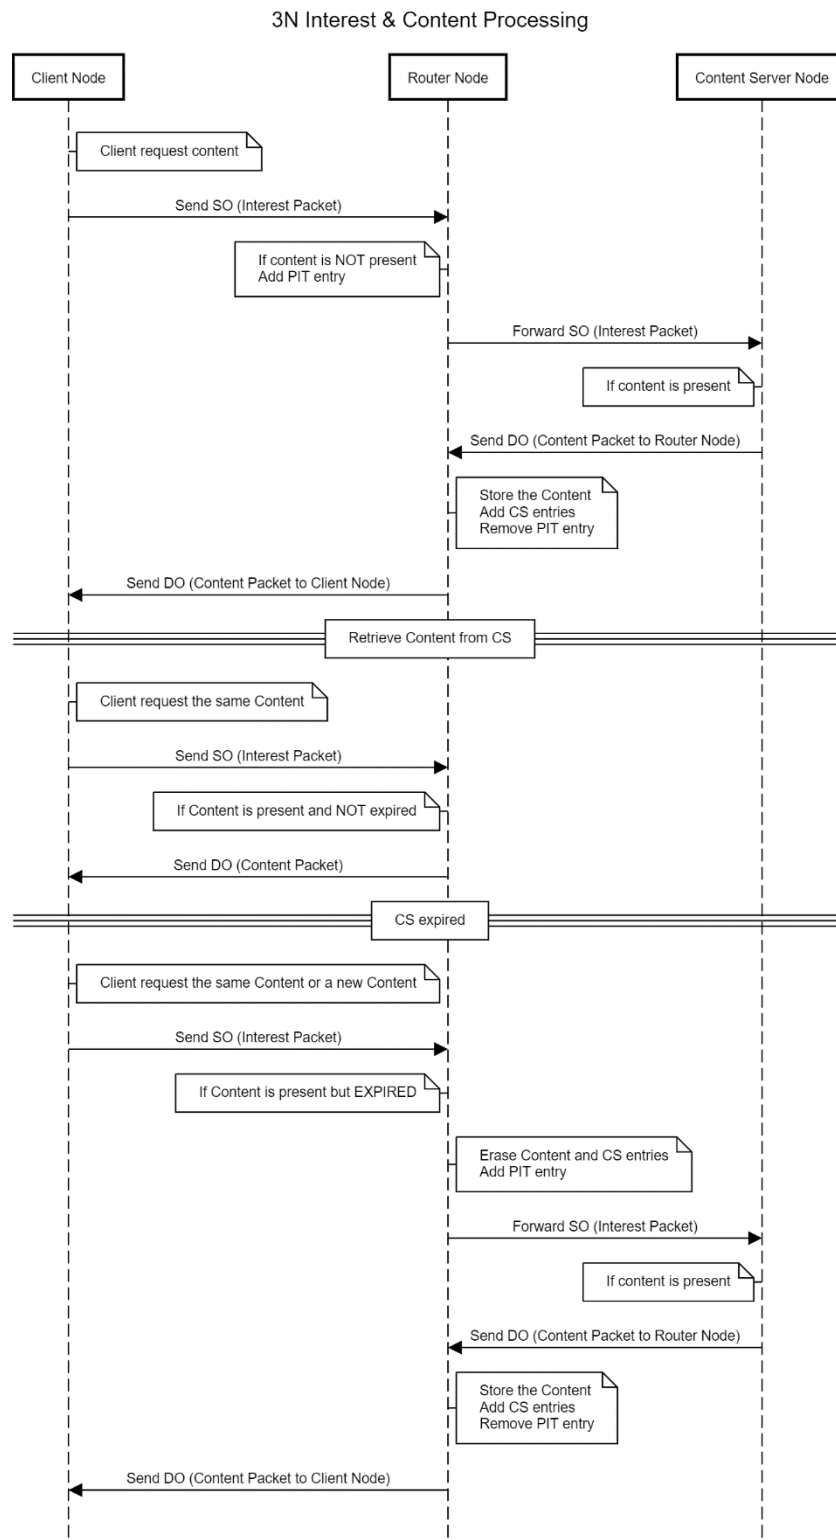 3N Interest & Content Processing
Client Node
Router Node
Content Server Node
Client request content
Send SO (Interest Packet)
If content is NOT present
Add PIT entry
Forward SO (Interest Packet)
If content is present
Send DO (Content Packet to Router Node)
Store the Content
Add CS entries
Remove PIT entry
Send DO (Content Packet to Client Node)
Retrieve Content from CS
Client request the same Content
Send SO (Interest Packet)
If Content is present and NOT expired
Send DO (Content Packet)
CS expired
Client request the same Content or a new Content
Send SO (Interest Packet)
If Content is present but EXPIRED
Erase Content and CS entries
Add PIT entry
Forward SO (Interest Packet)
If content is present
Send DO (Content Packet to Router Node)
Store the Content
Add CS entries
Remove PIT entry
Send DO (Content Packet to Client Node)